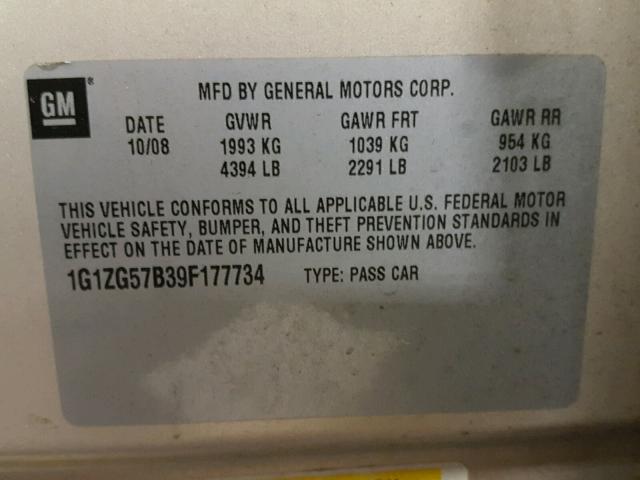 GM®
MFD BY GENERAL MOTORS CORP.
DATE GVWR GAWR FRT GAWR RR
10/08 1993 KG 1039 KG 954 KG
4394 LB 2291 LB 2103 LB
THIS VEHICLE CONFORMS TO ALL APPLICABLE U.S. FEDERAL MOTOR
VEHICLE SAFETY, BUMPER, AND THEFT PREVENTION STANDARDS IN
EFFECT ON THE DATE OF MANUFACTURE SHOWN ABOVE.
1G1ZG57B39F177734 TYPE: PASS CAR